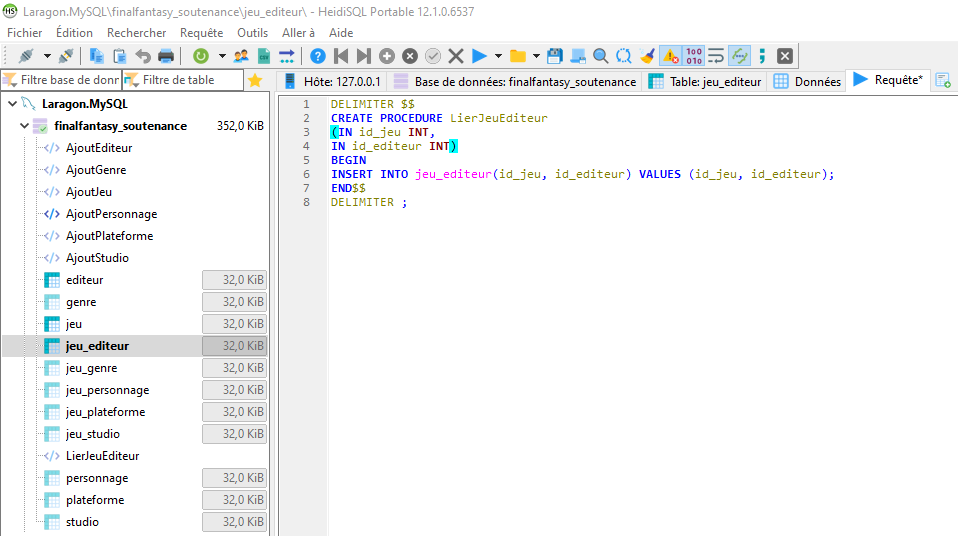 Laragon.MySQL\finalfantasy_soutenance\jeu_editeur\ - HeidiSQL Portable 12.1.0.6537
Fichier Édition Rechercher Requête Outils Aller à Aide
Filtre base de donn Filtre de table
Hôte: 127.0.0.1 Base de données: finalfantasy_soutenance Table: jeu_editeur Données Requête*
Laragon.MySQL
finalfantasy_soutenance 352,0 KiB
AjoutEditeur
AjoutGenre
AjoutJeu
AjoutPersonnage
AjoutPlateforme
AjoutStudio
editeur 32,0 KiB
genre 32,0 KiB
jeu 32,0 KiB
jeu_editeur 32,0 KiB
jeu_genre 32,0 KiB
jeu_personnage 32,0 KiB
jeu_plateforme 32,0 KiB
jeu_studio 32,0 KiB
LierJeuEditeur
personnage 32,0 KiB
plateforme 32,0 KiB
studio 32,0 KiB
1 DELIMITER $$
2 CREATE PROCEDURE LierJeuEditeur
3 (IN id_jeu INT,
4 IN id_editeur INT)
5 BEGIN
6 INSERT INTO jeu_editeur(id_jeu, id_editeur) VALUES (id_jeu, id_editeur);
7 END$$
8 DELIMITER ;